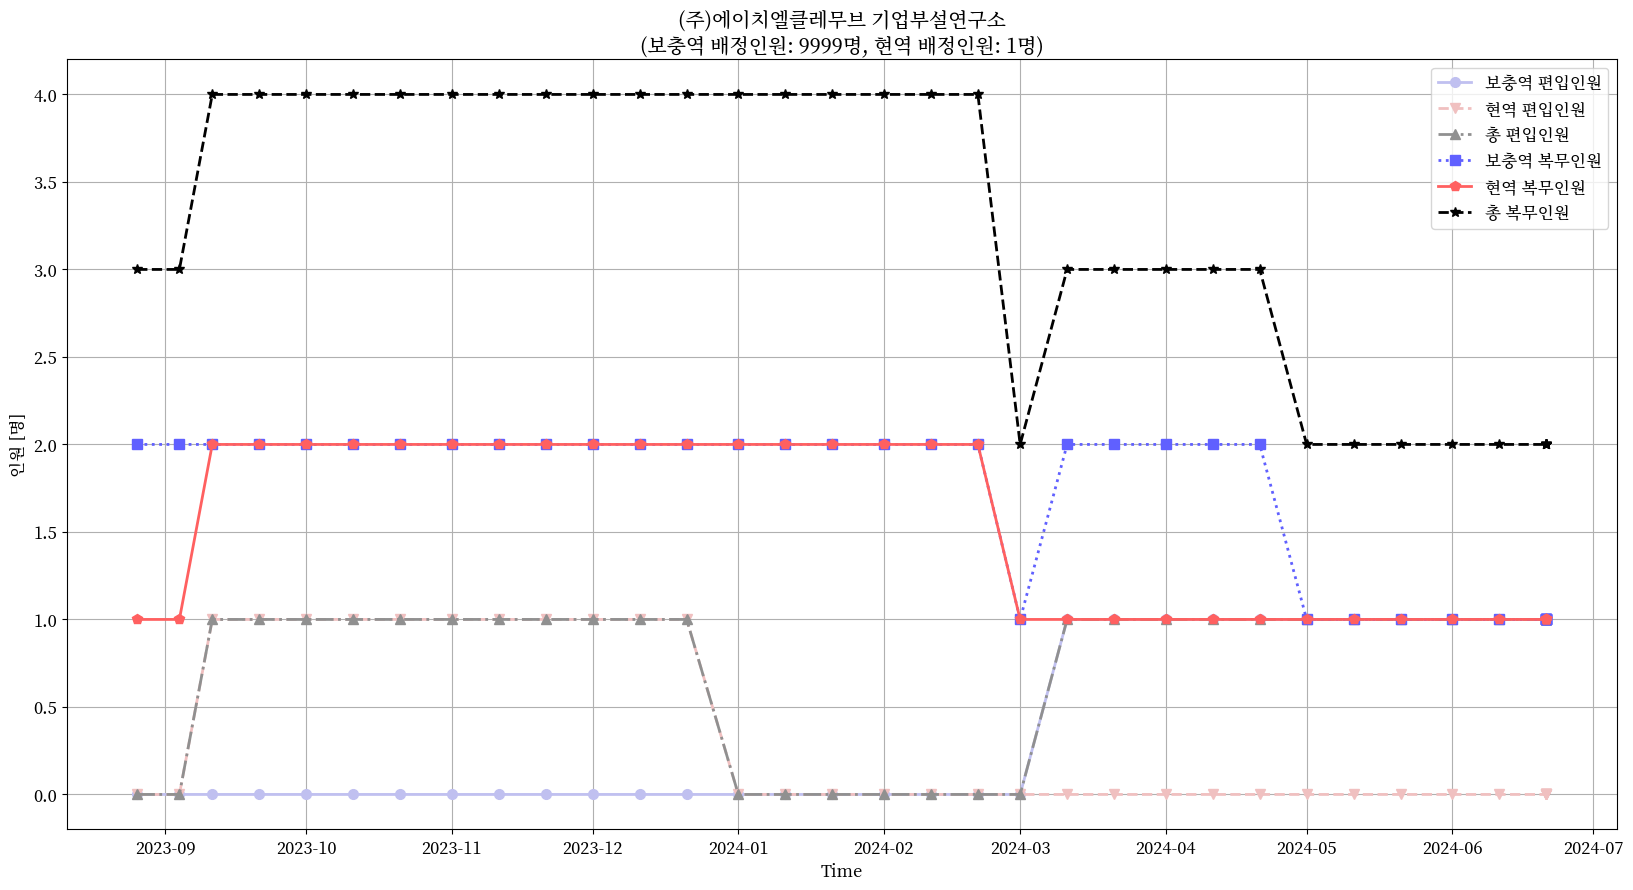 (주)에이치엘클레무브 기업부설연구소
(보충역 배정인원: 9999명, 현역 배정인원: 1명)
보충역 편입인원
현역 편입인원
총 편입인원
보충역 복무인원
현역 복무인원
총 복무인원
인원 [명]
4.0
3.5
3.0
2.5
2.0
1.5
1.0
0.5
0.0
2023-09 2023-10 2023-11 2023-12 2024-01 2024-02 2024-03 2024-04 2024-05 2024-06 2024-07
Time